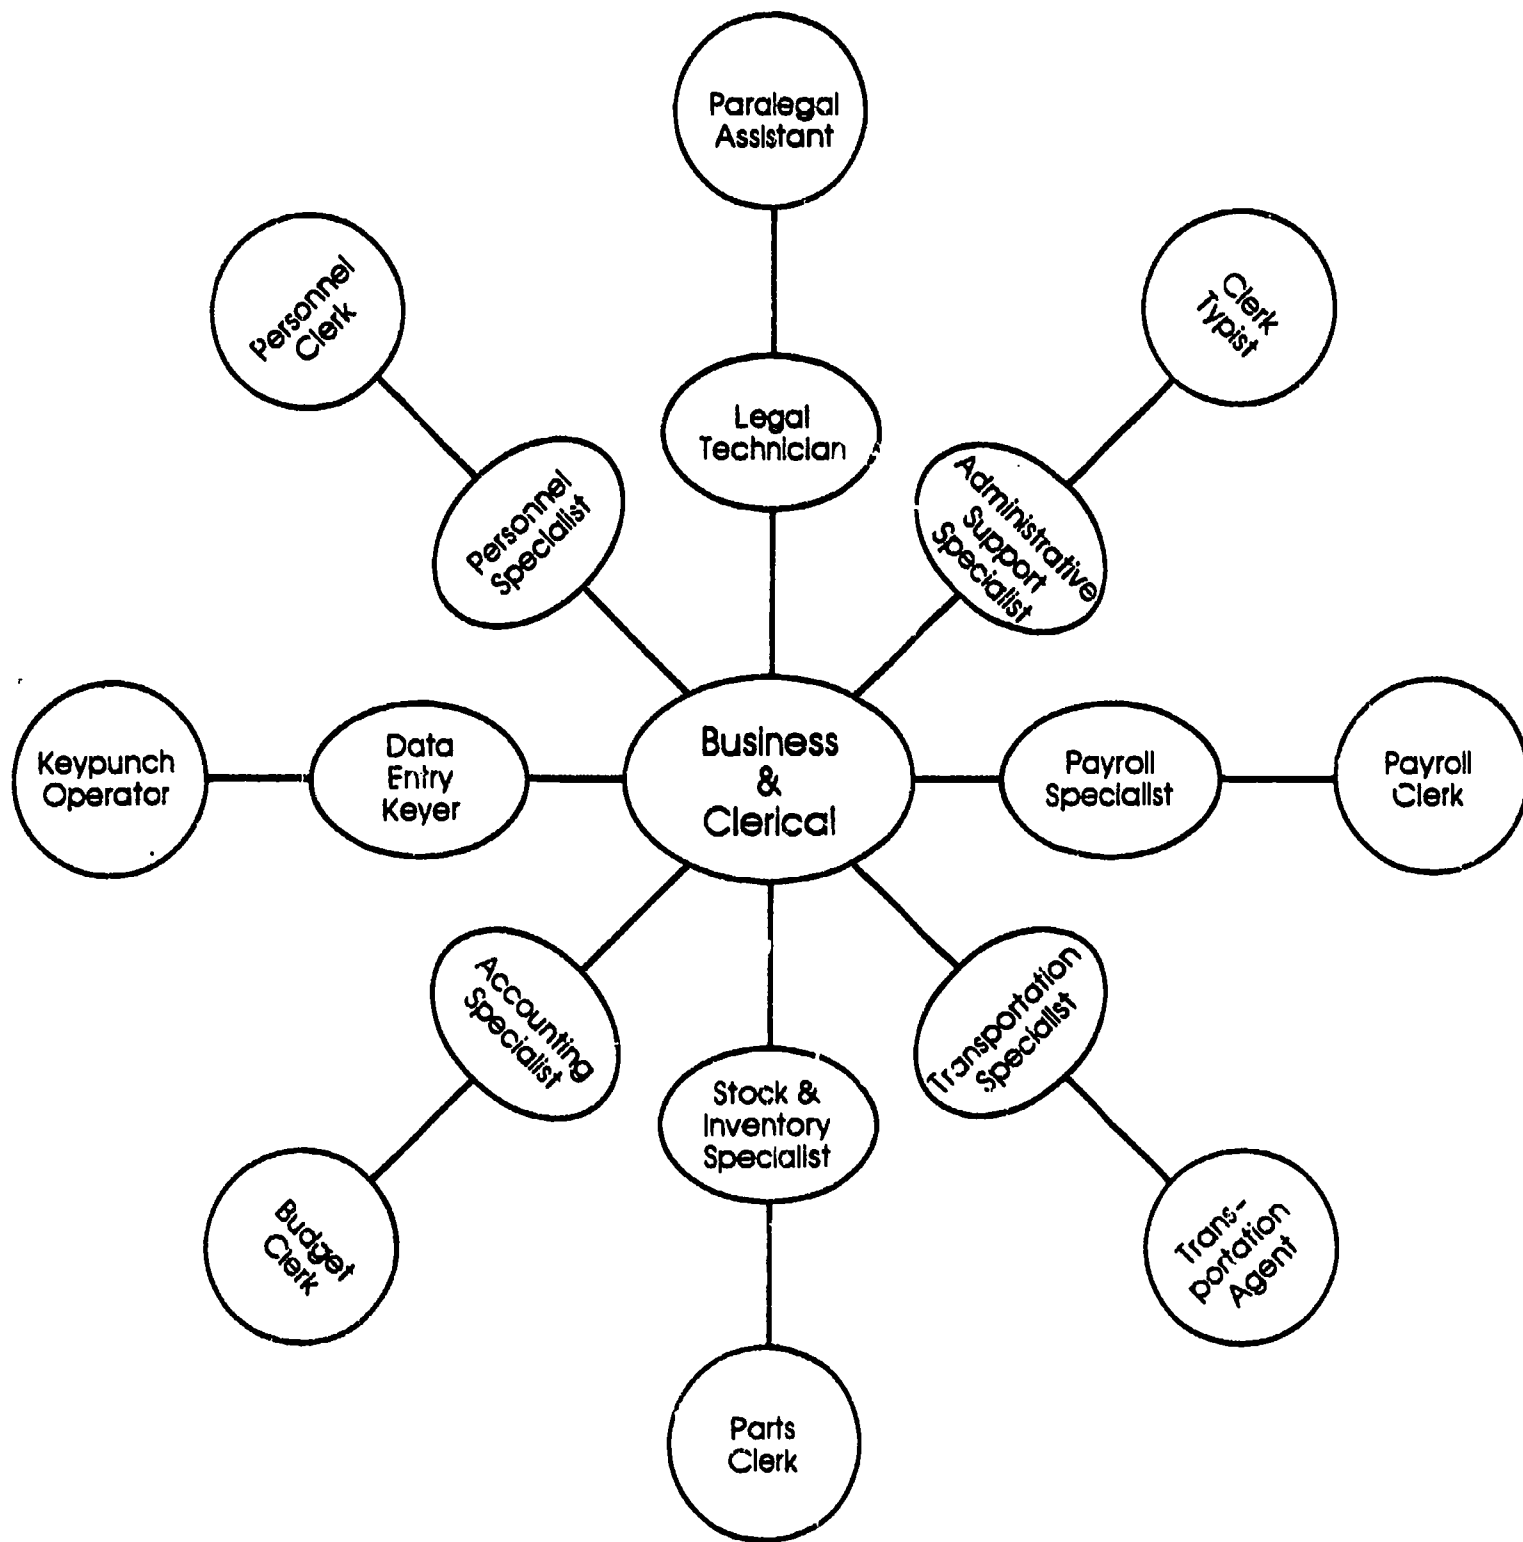 Paralegal
Assistant
Personnel
Clerk
Clerk
Typist
Legal
Technician
Personnel
Specialist
Administrative
Support
Specialist
Keypunch
Operator
Data
Entry
Keyer
Business
&
Clerical
Payroll
Specialist
Payroll
Clerk
Accounting
Specialist
Transportation
Specialist
Stock &
Inventory
Specialist
Budget
Clerk
Trans-
portation
Agent
Parts
Clerk